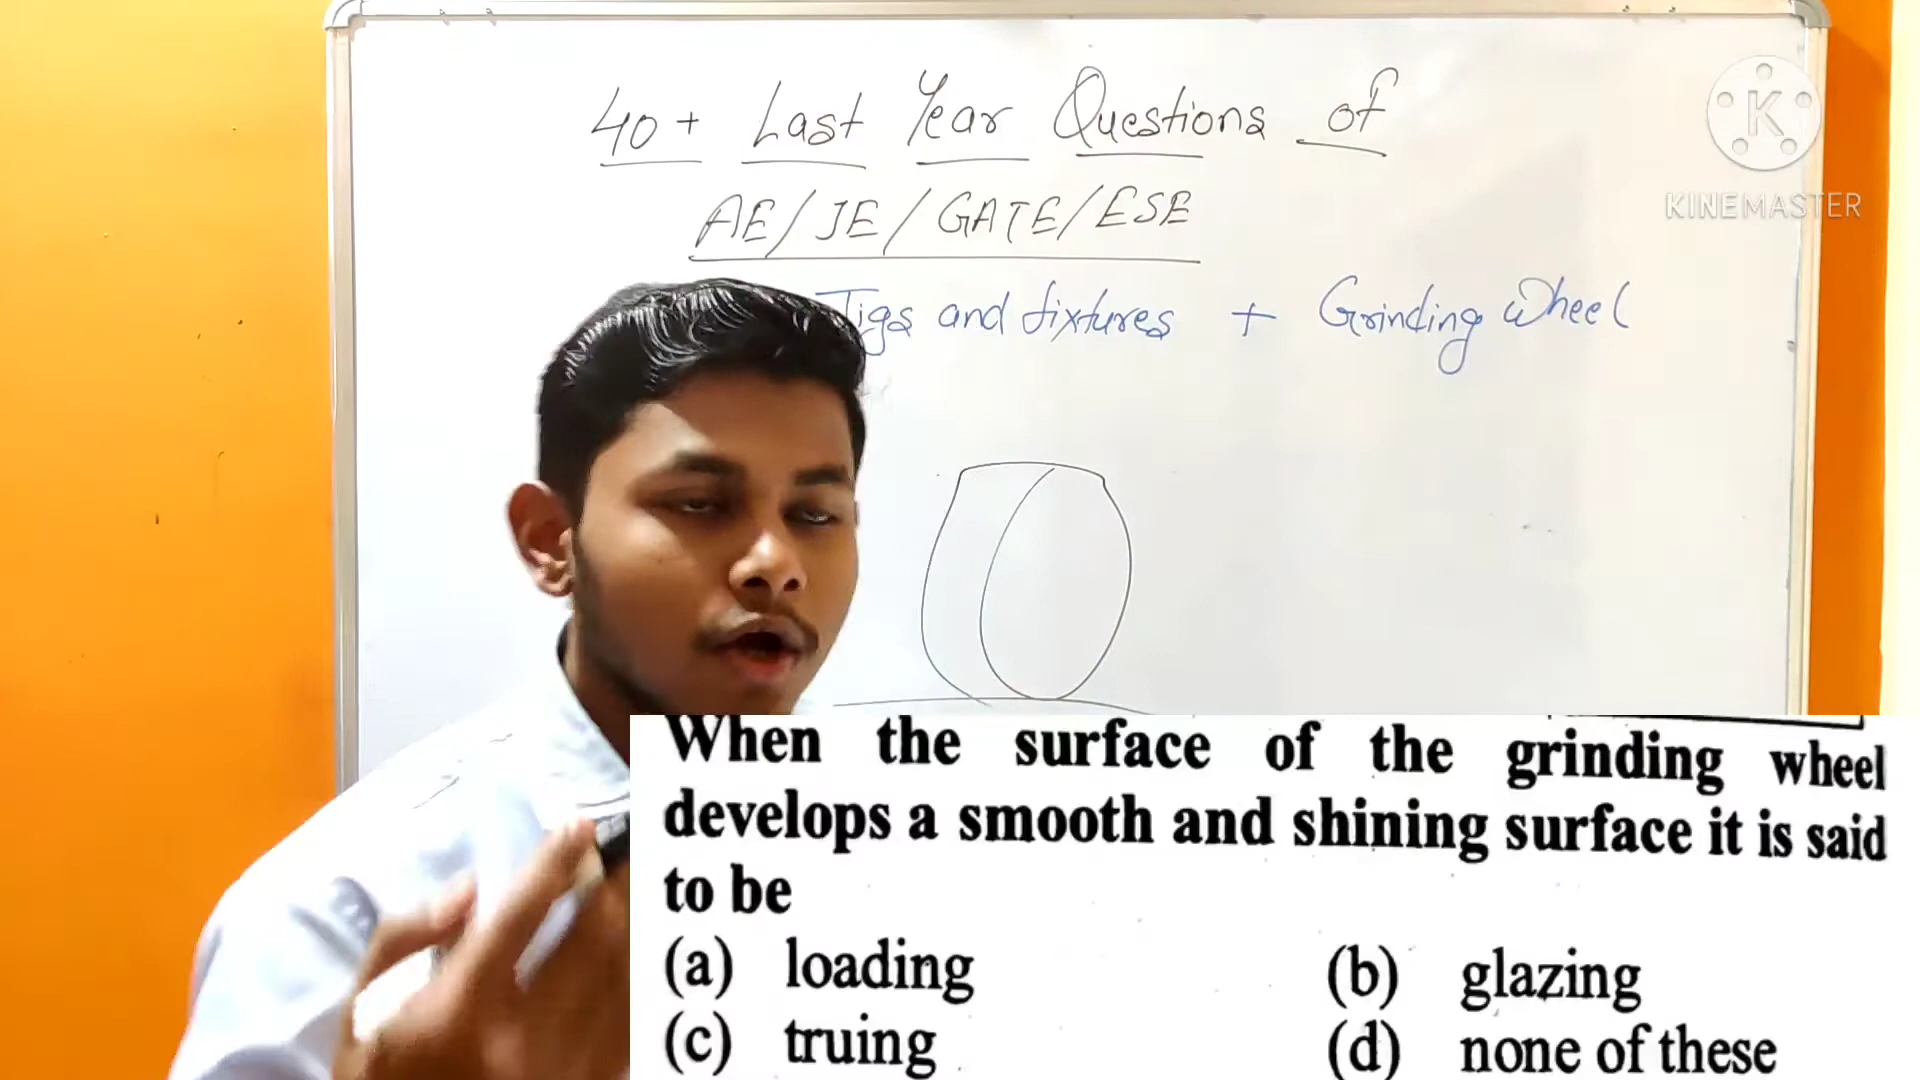 40+ Last Year Questions of
K
KINEMASTER
AE/JE/GATE/ESE
Jigs and fixtures + Grinding wheel
When the surface of the grinding wheel
develops a smooth and shining surface it is said
to be
(a) loading (b) glazing
(c) truing (d) none of these